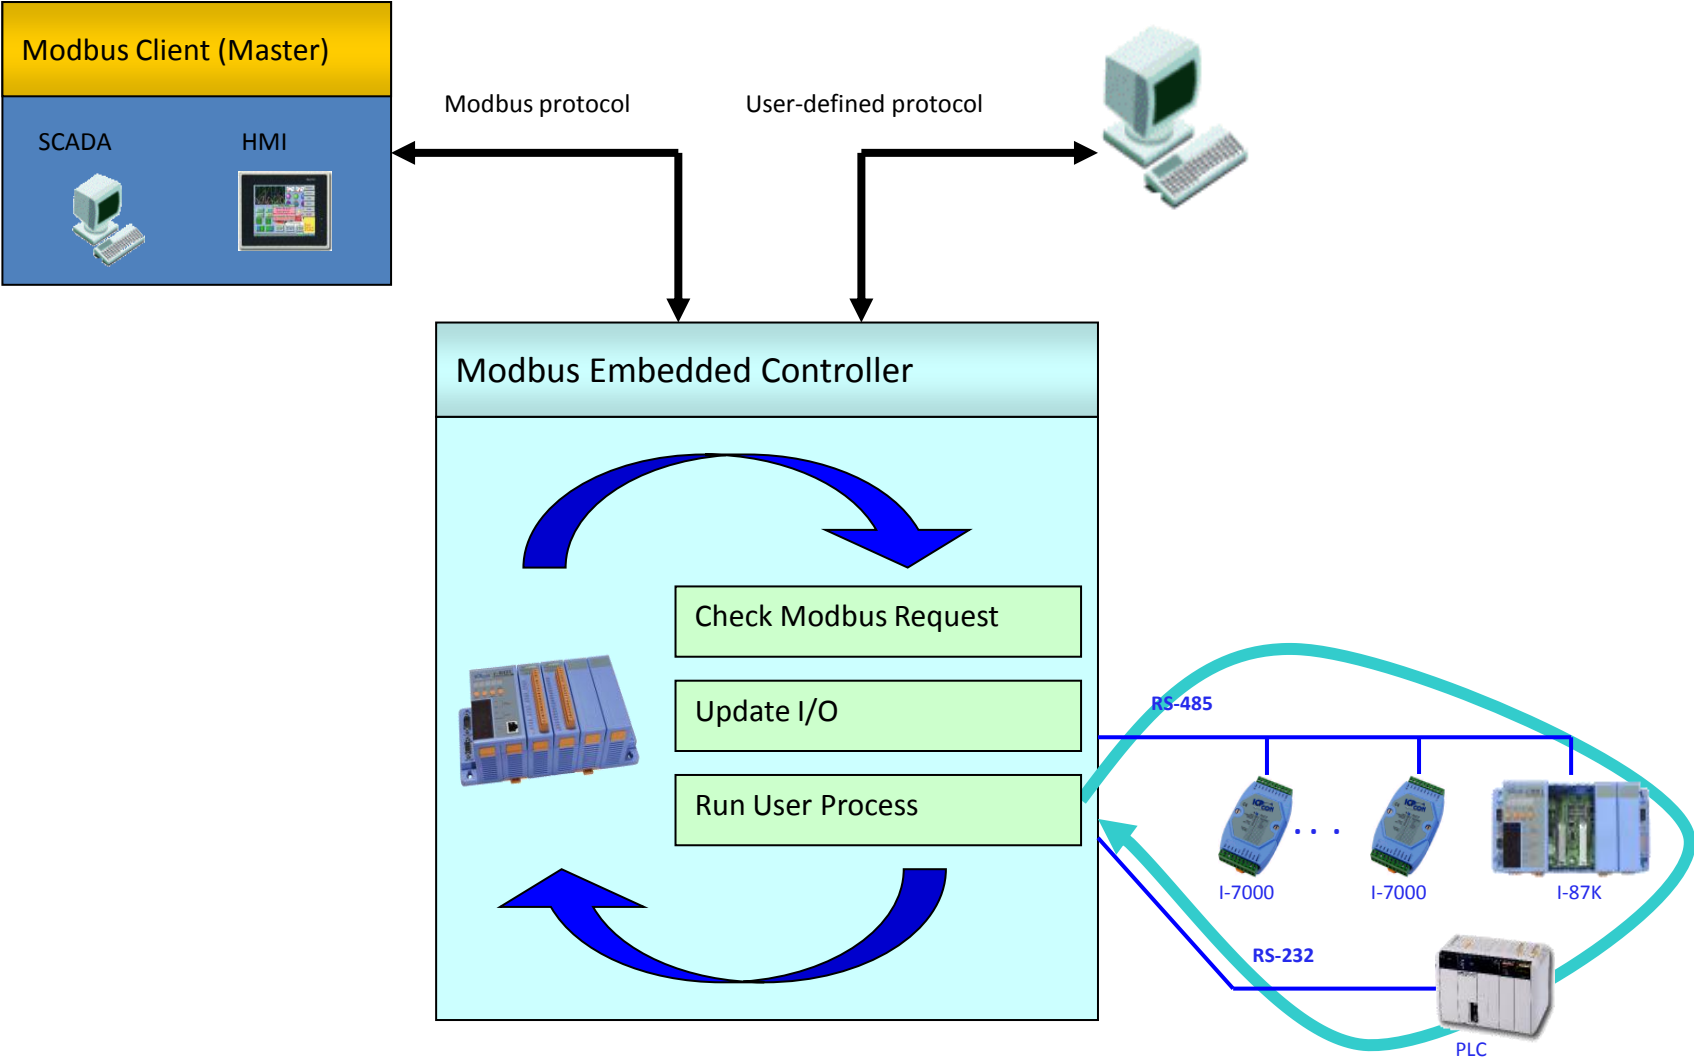 Modbus Client (Master)
SCADA
HMI
Modbus protocol
User-defined protocol
Modbus Embedded Controller
Check Modbus Request
Update I/O
Run User Process
RS-485
. . .
I-7000
I-7000
I-87K
RS-232
PLC